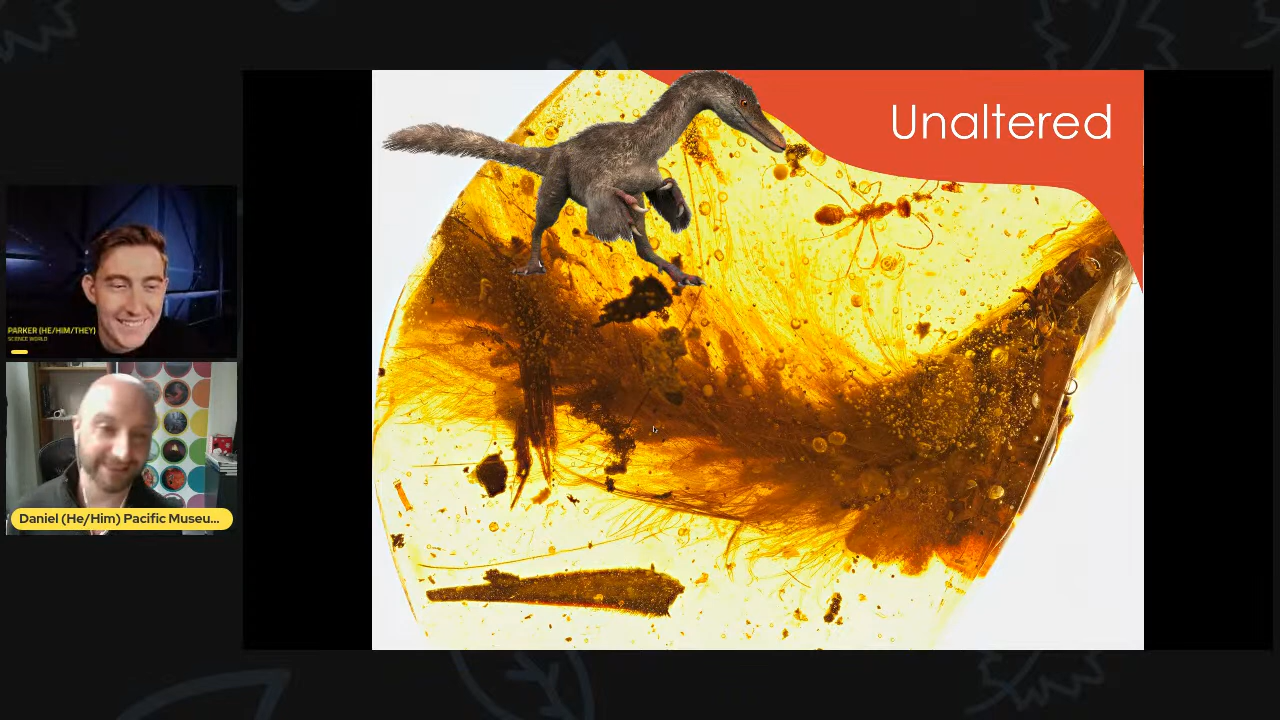 Unaltered
PARKER (HE/HIM/THEY)
SCIENCE WORLD
Daniel (He/Him) Pacific Museu...